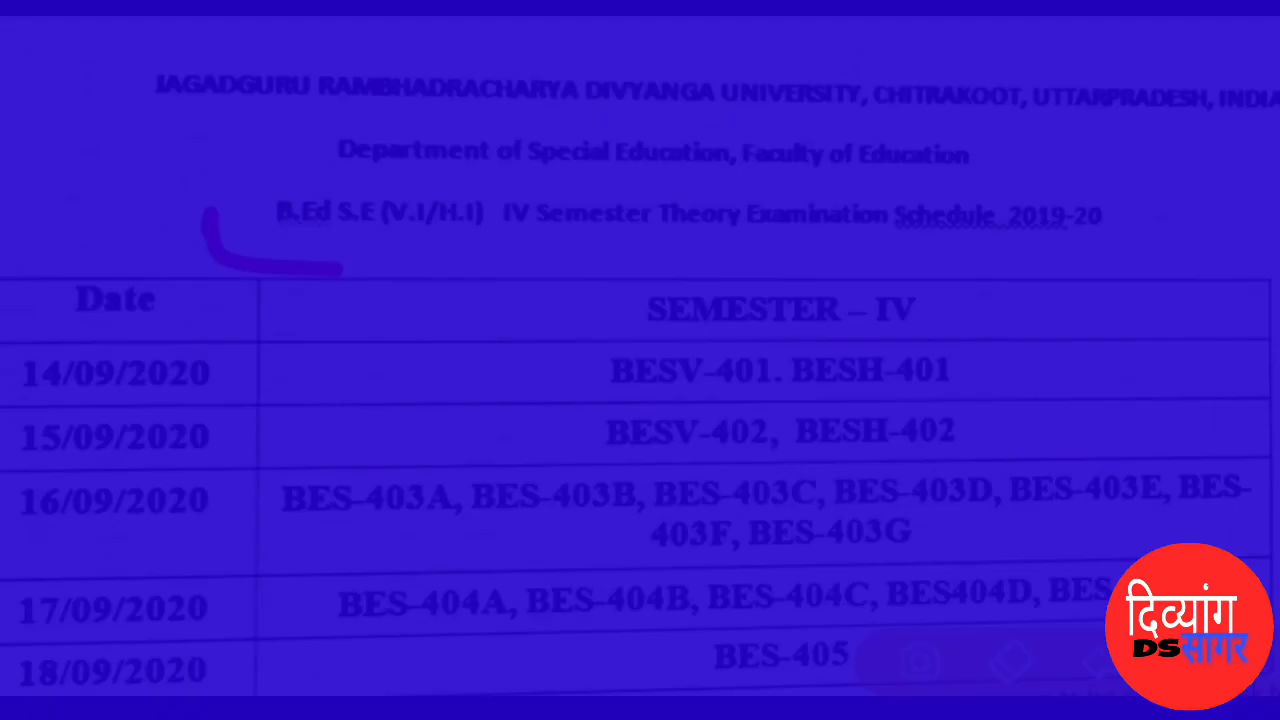 JAGADGURU RAMBHADRACHARYA DIVYANGA UNIVERSITY, CHITRAKOOT, UTTARPRADESH, INDIA
Department of Special Education, Faculty of Education
B.Ed S.E (V.I/H.I) IV Semester Theory Examination Schedule 2019-20
Date SEMESTER – IV
14/09/2020 BESV-401. BESH-401
15/09/2020 BESV-402, BESH-402
16/09/2020 BES-403A, BES-403B, BES-403C, BES-403D, BES-403E, BES-
403F, BES-403G
17/09/2020 BES-404A, BES-404B, BES-404C, BES404D, BES
18/09/2020 BES-405
दिव्यांग
DSसागर